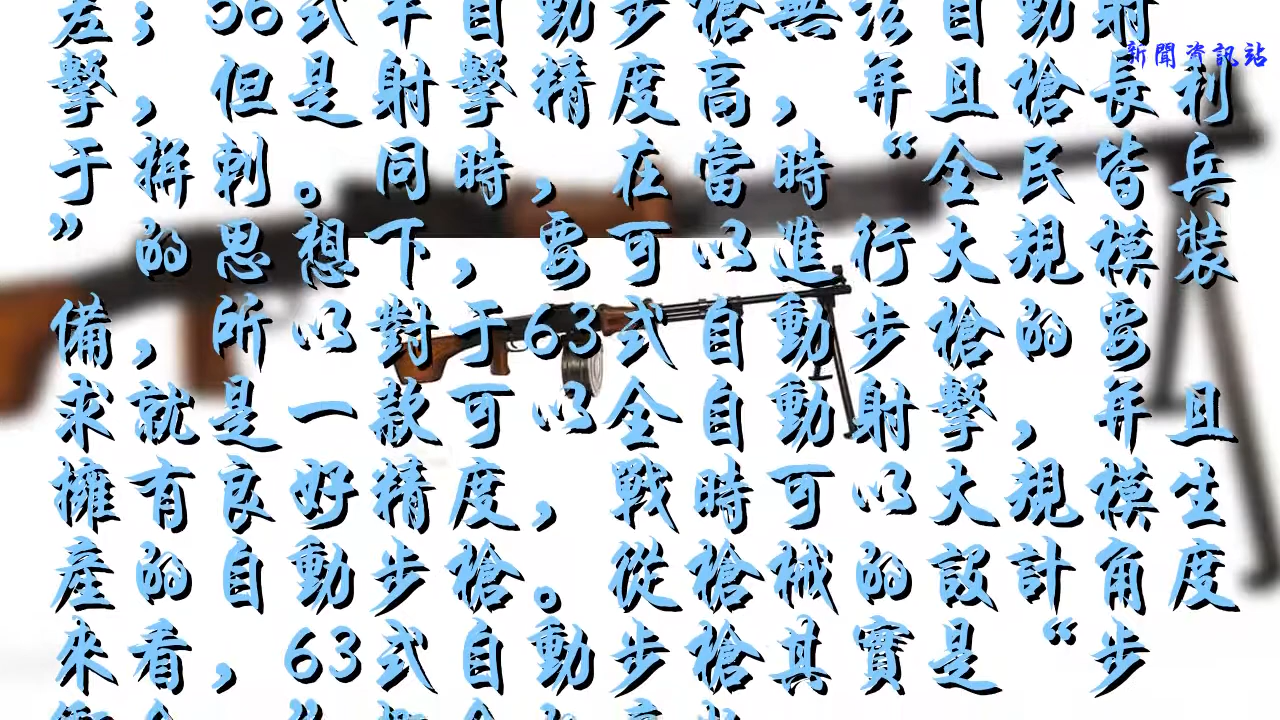 差；56式半自動步槍無法自動射
新聞資訊站
擊，但是射擊精度高，并且槍長利
于拼刺。同時，在當時“全民皆兵
”的思想下，要可以進行大規模裝
備，所以對于63式自動步槍的要
求就是一款可以全自動射擊，并且
擁有良好精度，戰時可以大規模生
產的自動步槍。從槍械的設計角度
來看，63式自動步槍其實是“步